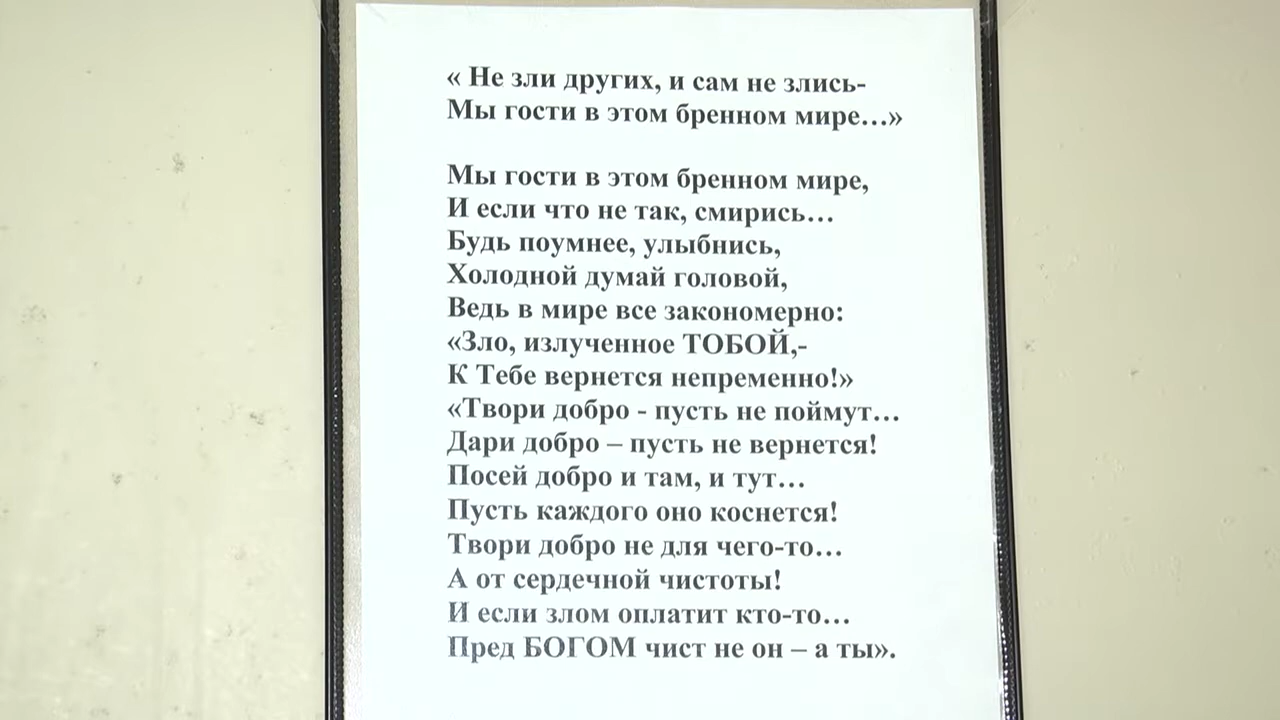 « Не зли других, и сам не злись-
Мы гости в этом бренном мире...»
Мы гости в этом бренном мире,
И если что не так, смирись...
Будь поумнее, улыбнись,
Холодной думай головой,
Ведь в мире все закономерно:
«Зло, излученное ТОБОЙ,-
К Тебе вернется непременно!»
«Твори добро - пусть не поймут...
Дари добро – пусть не вернется!
Посей добро и там, и тут...
Пусть каждого оно коснется!
Твори добро не для чего-то...
А от сердечной чистоты!
И если злом оплатит кто-то...
Пред БОГОМ чист не он – а ты».